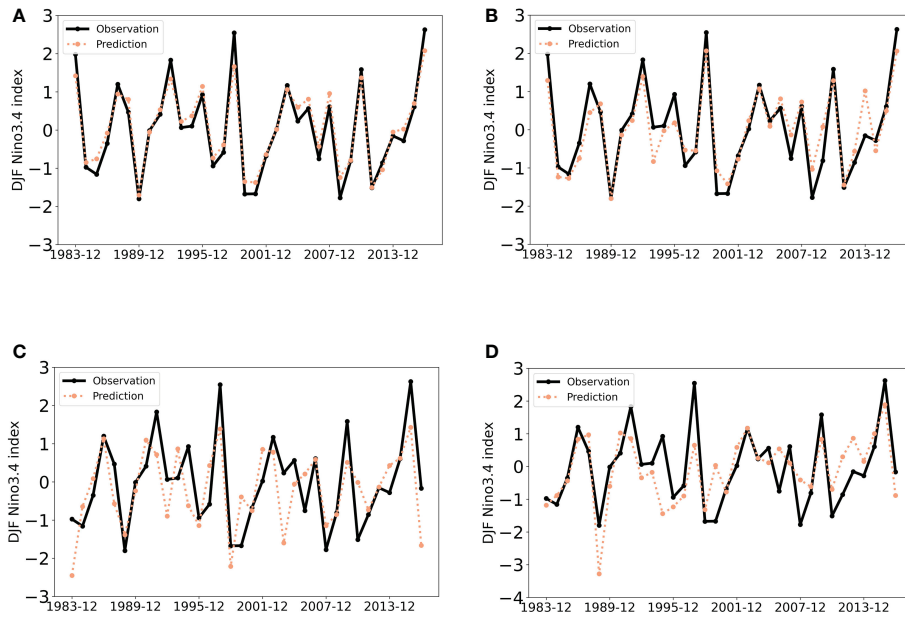 A
3
2
1
0
−1
−2
−3
DJF Nino3.4 index
Observation
Prediction
1983-12 1989-12 1995-12 2001-12 2007-12 2013-12
B
3
2
1
0
−1
−2
−3
DJF Nino3.4 index
Observation
Prediction
1983-12 1989-12 1995-12 2001-12 2007-12 2013-12
C
3
2
1
0
−1
−2
−3
DJF Nino3.4 index
Observation
Prediction
1983-12 1989-12 1995-12 2001-12 2007-12 2013-12
D
3
2
1
0
−1
−2
−3
−4
DJF Nino3.4 index
Observation
Prediction
1983-12 1989-12 1995-12 2001-12 2007-12 2013-12